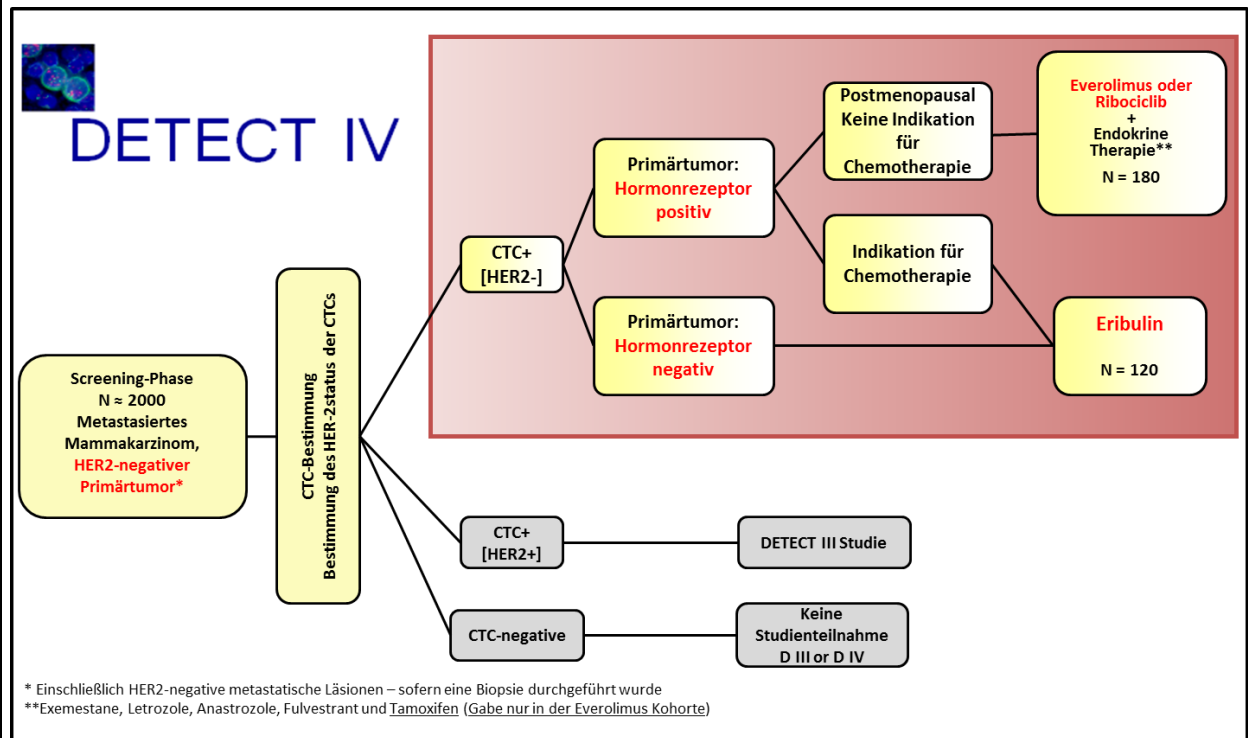 DETECT IV
Screening-Phase
N ≈ 2000
Metastasiertes
Mammakarzinom,
HER2-negativer
Primärtumor*
CTC-Bestimmung
Bestimmung des HER-2status der CTCs
CTC+
[HER2-]
Primärtumor:
Hormonrezeptor
positiv
Postmenopausal
Keine Indikation
für
Chemotherapie
Everolimus oder
Ribociclib
+
Endokrine
Therapie**
N = 180
Indikation für
Chemotherapie
Primärtumor:
Hormonrezeptor
negativ
Eribulin
N = 120
CTC+
[HER2+]
DETECT III Studie
CTC-negative
Keine
Studienteilnahme
D III or D IV
* Einschließlich HER2-negative metastatische Läsionen – sofern eine Biopsie durchgeführt wurde
**Exemestane, Letrozole, Anastrozole, Fulvestrant und Tamoxifen (Gabe nur in der Everolimus Kohorte)